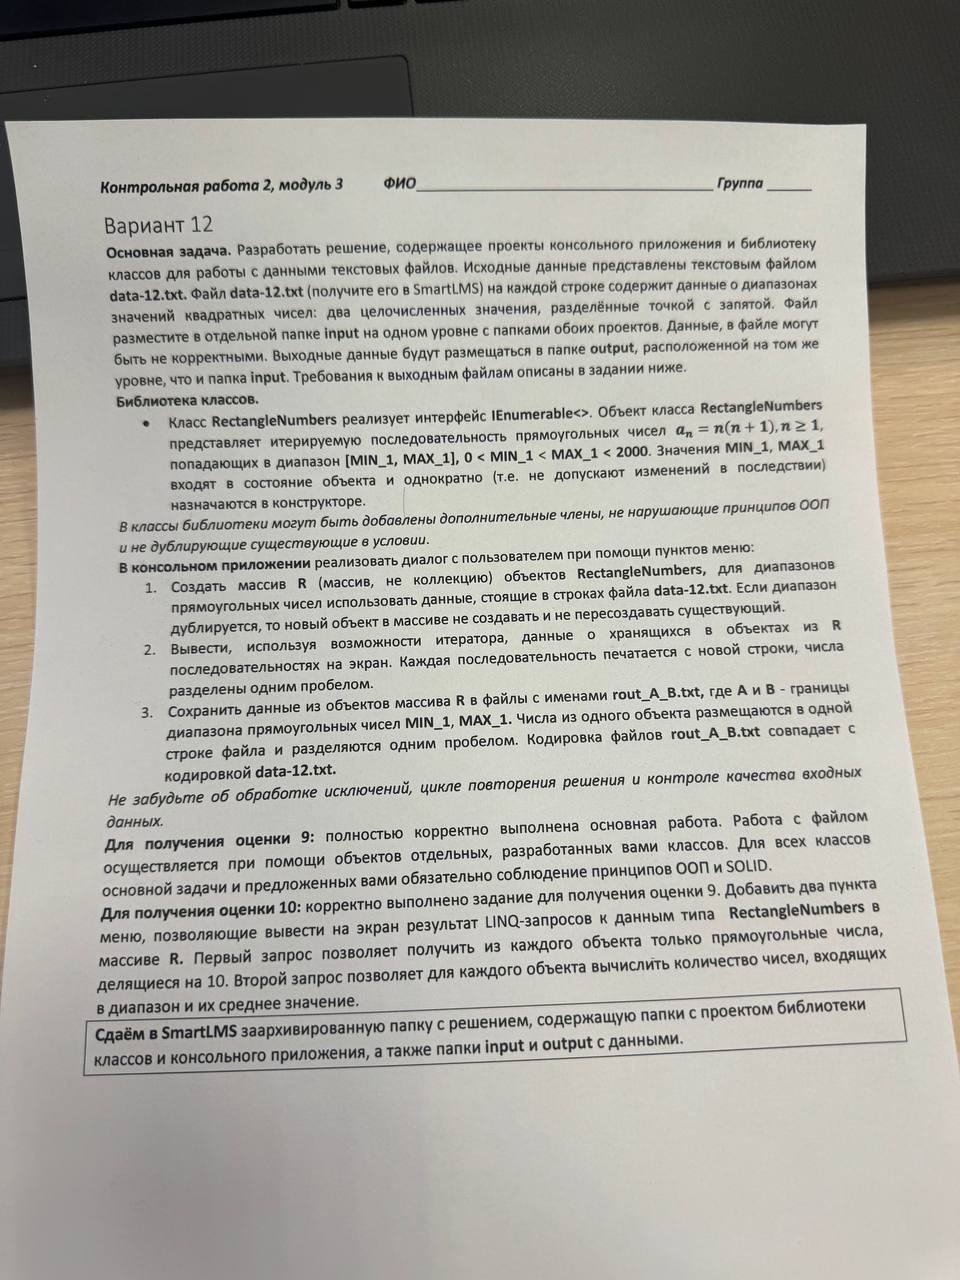 Контрольная работа 2, модуль 3 ФИО____________ Группа ______
Вариант 12
Основная задача. Разработать решение, содержащее проекты консольного приложения и библиотеку
классов для работы с данными текстовых файлов. Исходные данные представлены текстовым файлом
data-12.txt. Файл data-12.txt (получите его в SmartLMS) на каждой строке содержит данные о диапазонах
значений квадратных чисел: два целочисленных значения, разделённые точкой с запятой. Файл
разместите в отдельной папке input на одном уровне с папками обоих проектов. Данные, в файле могут
быть не корректными. Выходные данные будут размещаться в папке output, расположенной на том же
уровне, что и папка input. Требования к выходным файлам описаны в задании ниже.
Библиотека классов.
• Класс RectangleNumbers реализует интерфейс IEnumerable<>. Объект класса RectangleNumbers
представляет итерируемую последовательность прямоугольных чисел aₙ = n(n + 1), n ≥ 1,
попадающих в диапазон [MIN_1, MAX_1], 0 < MIN_1 < MAX_1 < 2000. Значения MIN_1, MAX_1
входят в состояние объекта и однократно (т.е. не допускают изменений в последствии)
назначаются в конструкторе.
В классы библиотеки могут быть добавлены дополнительные члены, не нарушающие принципов ООП
и не дублирующие существующие в условии.
В консольном приложении реализовать диалог с пользователем при помощи пунктов меню:
1. Создать массив R (массив, не коллекцию) объектов RectangleNumbers, для диапазонов
прямоугольных чисел использовать данные, стоящие в строках файла data-12.txt. Если диапазон
дублируется, то новый объект в массиве не создавать и не пересоздавать существующий.
2. Вывести, используя возможности итератора, данные о хранящихся в объектах из R
последовательностях на экран. Каждая последовательность печатается с новой строки, числа
разделены одним пробелом.
3. Сохранить данные из объектов массива R в файлы с именами rout_A_B.txt, где A и B - границы
диапазона прямоугольных чисел MIN_1, MAX_1. Числа из одного объекта размещаются в одной
строке файла и разделяются одним пробелом. Кодировка файлов rout_A_B.txt совпадает с
кодировкой data-12.txt.
Не забудьте об обработке исключений, цикле повторения решения и контроле качества входных
данных.
Для получения оценки 9: полностью корректно выполнена основная работа. Работа с файлом
осуществляется при помощи объектов отдельных, разработанных вами классов. Для всех классов
основной задачи и предложенных вами обязательно соблюдение принципов ООП и SOLID.
Для получения оценки 10: корректно выполнено задание для получения оценки 9. Добавить два пункта
меню, позволяющие вывести на экран результат LINQ-запросов к данным типа RectangleNumbers в
массиве R. Первый запрос позволяет получить из каждого объекта только прямоугольные числа,
делящиеся на 10. Второй запрос позволяет для каждого объекта вычислить количество чисел, входящих
в диапазон и их среднее значение.
Сдаём в SmartLMS заархивированную папку с решением, содержащую папки с проектом библиотеки
классов и консольного приложения, а также папки input и output с данными.